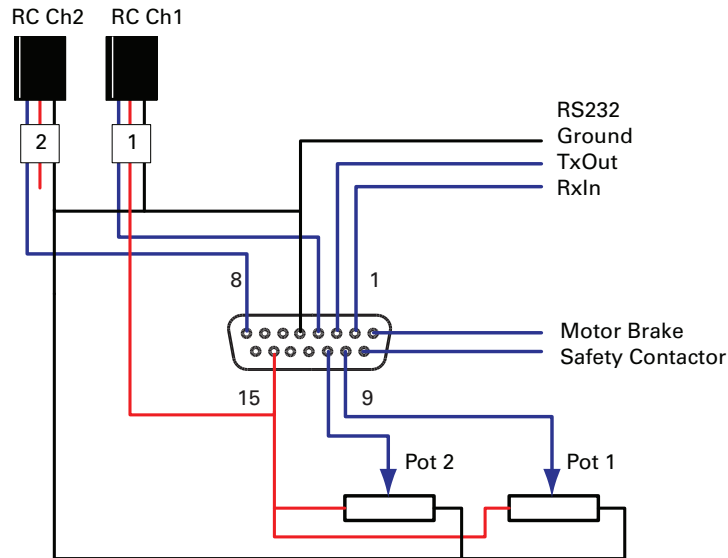 RC Ch2 RC Ch1
RS232
Ground
TxOut
RxIn
2 1
8 1
Motor Brake
Safety Contactor
15 9
Pot 2 Pot 1